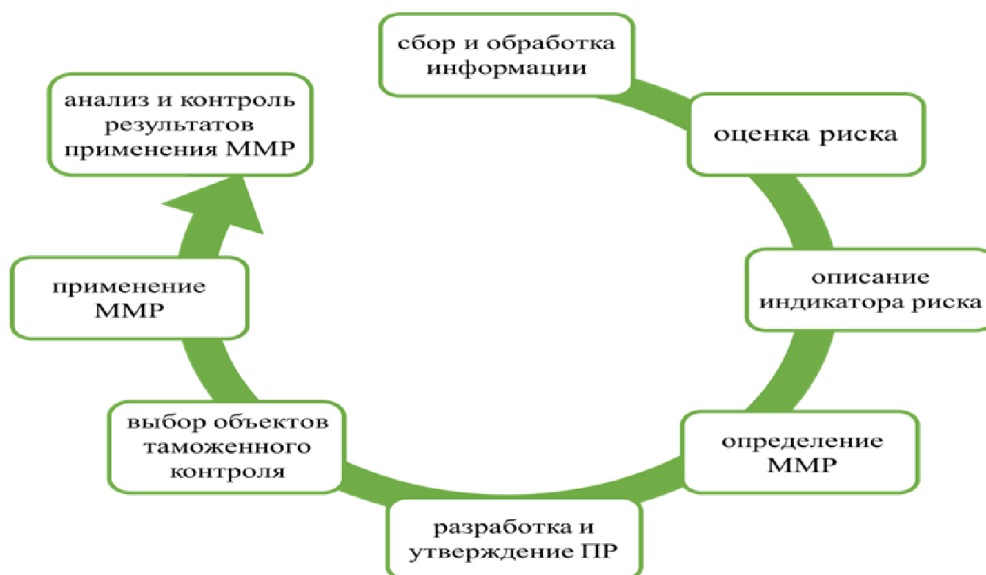 сбор и обработка
информации
оценка риска
описание
индикатора риска
определение
ММР
разработка и
утверждение ПР
выбор объектов
таможенного
контроля
применение
ММР
анализ и контроль
результатов
применения ММР